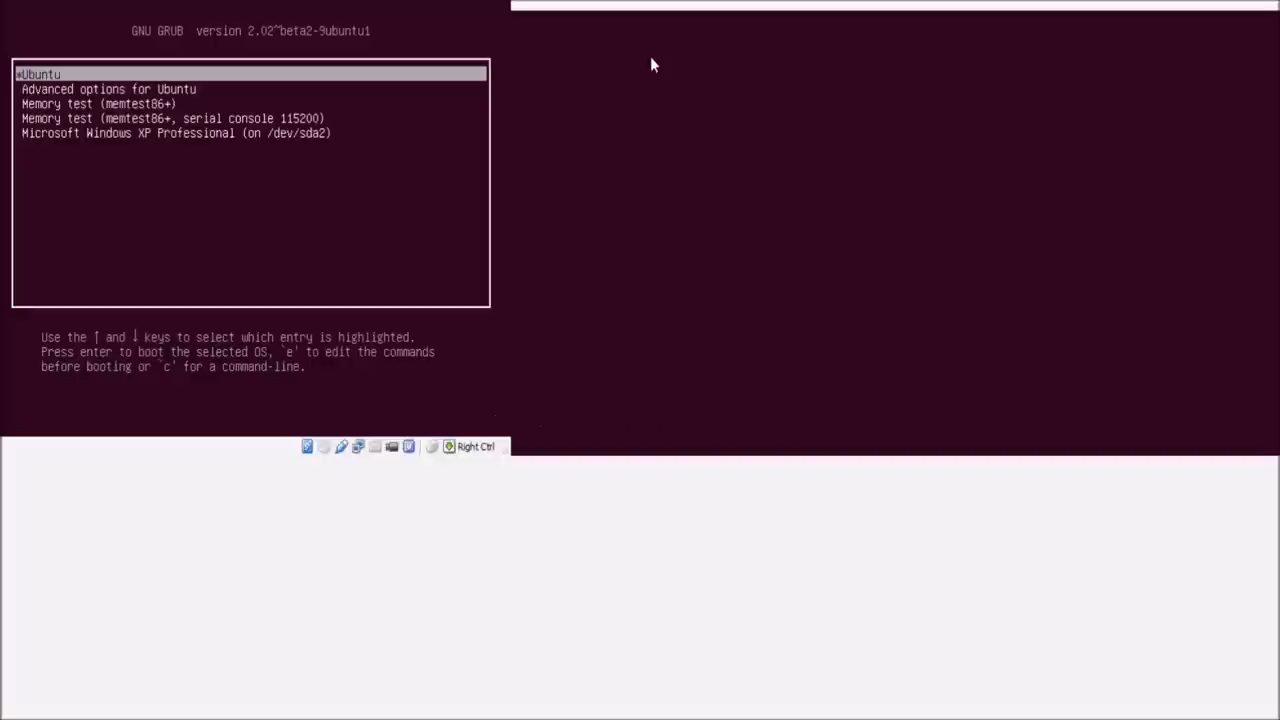 GNU GRUB version 2.02~beta2-9ubuntu1
*Ubuntu
Advanced options for Ubuntu
Memory test (memtest86+)
Memory test (memtest86+, serial console 115200)
Microsoft Windows XP Professional (on /dev/sda2)
Use the ↑ and ↓ keys to select which entry is highlighted.
Press enter to boot the selected OS, `e' to edit the commands
before booting or `c' for a command-line.
Right Ctrl